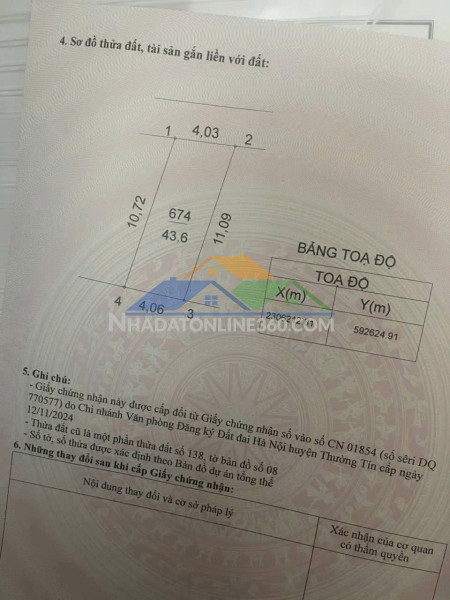 4. Sơ đồ thửa đất, tài sản gắn liền với đất:
1 4,03 2
10,72
674
43.6
11,09
4 4,06 3
BẢNG TOẠ ĐỘ
TOẠ ĐỘ
X(m) Y(m)
592624.91
NHADATONLINE360.COM
5. Ghi chú:
- Giấy chứng nhận này được cấp đổi từ Giấy chứng nhận số vào sổ CN 01854 (số sêri DQ
770577) do Chi nhánh Văn phòng Đăng ký Đất đai Hà Nội huyện Thường Tín cấp ngày
12/11/2024
- Thửa đất cũ là một phần thửa đất số 138, tờ bản đồ số 08
- Số tờ, số thửa được xác định theo Bản đồ dự án tổng thể
6. Những thay đổi sau khi cấp Giấy chứng nhận:
Nội dung thay đổi và cơ sở pháp lý
Xác nhận của cơ quan
có thẩm quyền